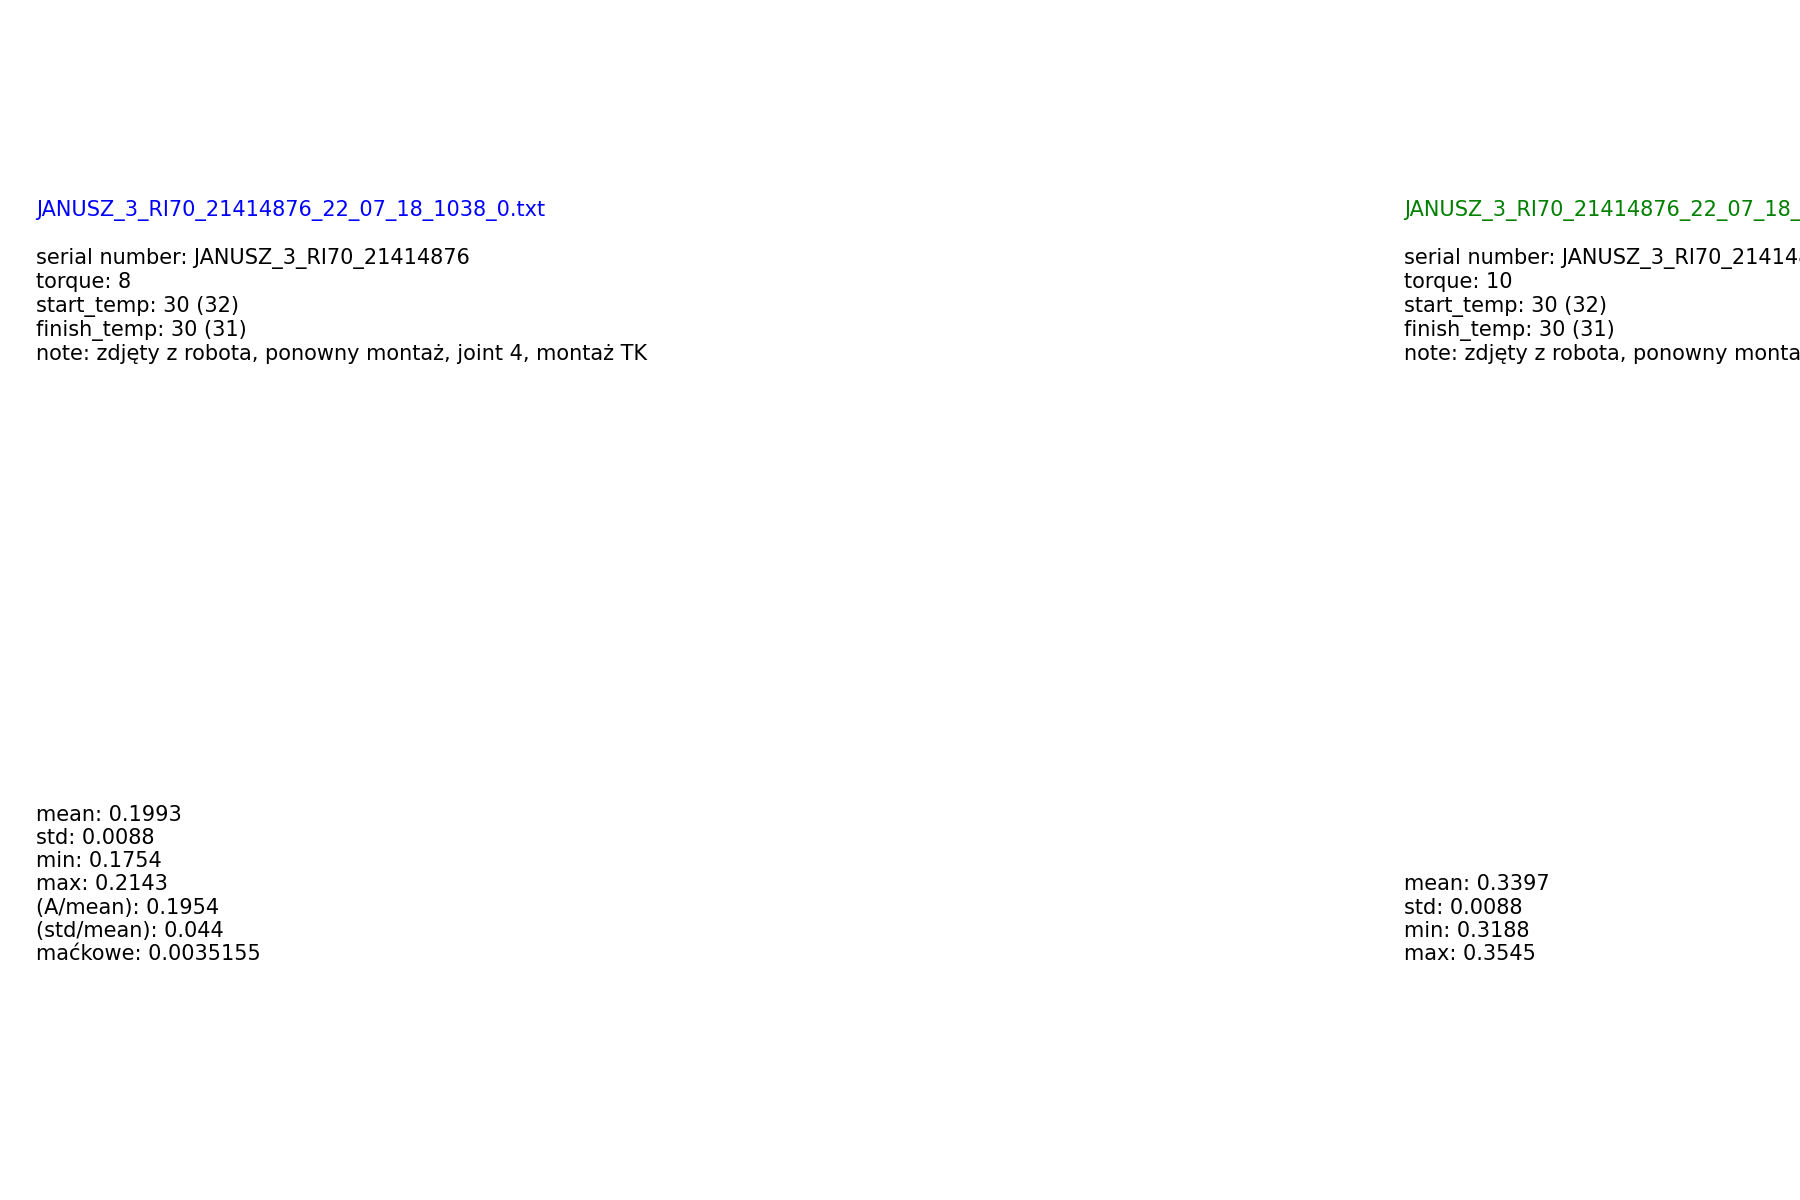 JANUSZ_3_RI70_21414876_22_07_18_1038_0.txt
serial number: JANUSZ_3_RI70_21414876
torque: 8
start_temp: 30 (32)
finish_temp: 30 (31)
note: zdjęty z robota, ponowny montaż, joint 4, montaż TK
mean: 0.1993
std: 0.0088
min: 0.1754
max: 0.2143
(A/mean): 0.1954
(std/mean): 0.044
maćkowe: 0.0035155
JANUSZ_3_RI70_21414876_22_07_18_
serial number: JANUSZ_3_RI70_21414
torque: 10
start_temp: 30 (32)
finish_temp: 30 (31)
note: zdjęty z robota, ponowny monta
mean: 0.3397
std: 0.0088
min: 0.3188
max: 0.3545